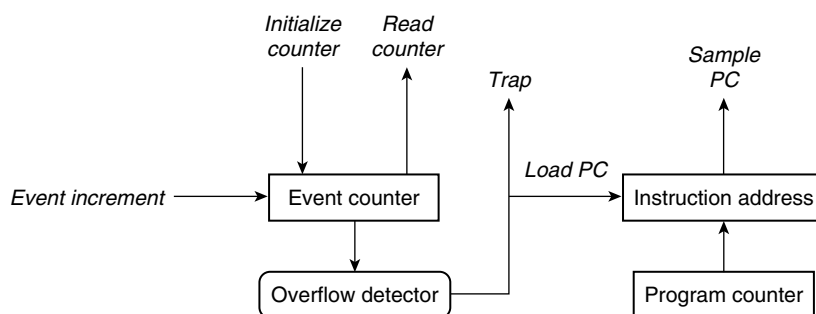 Initialize
counter
Read
counter
Trap
Sample
PC
Event increment
Event counter
Load PC
Instruction address
Overflow detector
Program counter